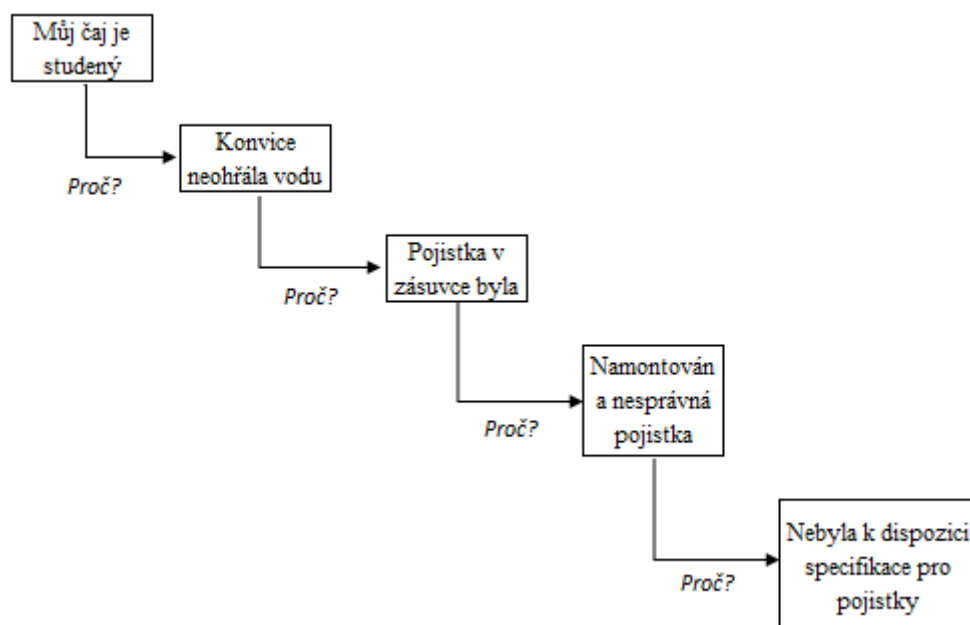 Můj čaj je
studený
Proč?
Konvice
neohřála vodu
Proč?
Pojistka v
zásuvce byla
Proč?
Namontován
a nesprávná
pojistka
Proč?
Nebyla k dispozici
specifikace pro
pojistky